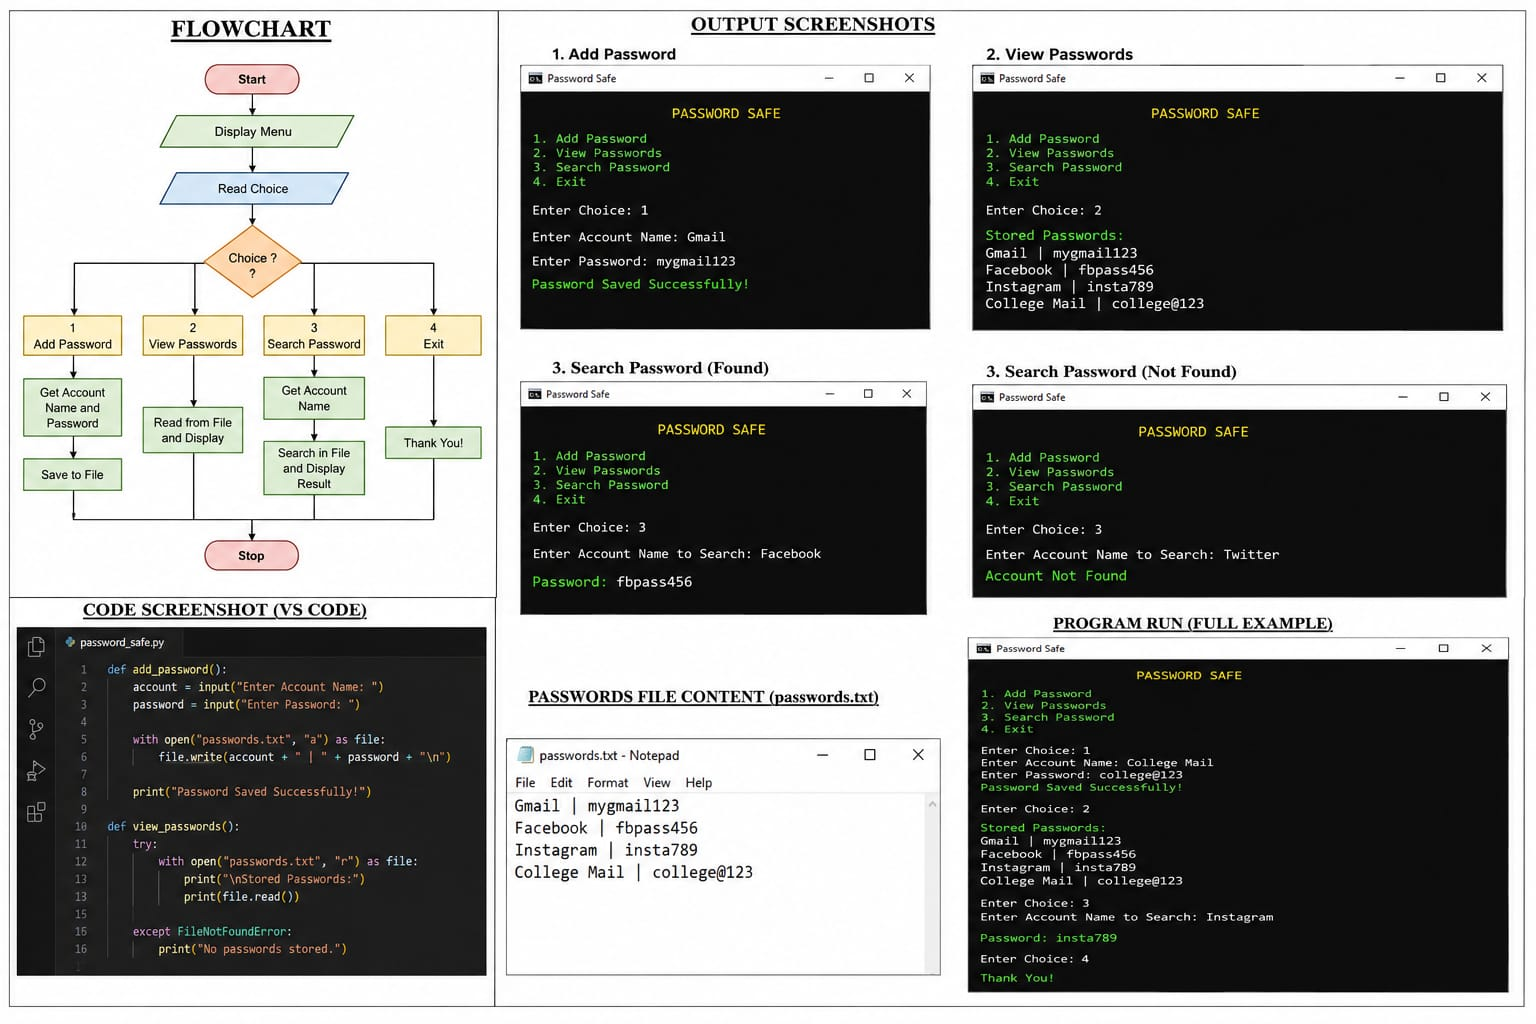 FLOWCHART
Start
Display Menu
Read Choice
Choice ?
?
1
Add Password
2
View Passwords
3
Search Password
4
Exit
Get Account
Name and
Password
Save to File
Read from File
and Display
Get Account
Name
Search in File
and Display
Result
Thank You!
Stop
CODE SCREENSHOT (VS CODE)
password_safe.py
1 def add_password():
2 account = input("Enter Account Name: ")
3 password = input("Enter Password: ")
4
5 with open("passwords.txt", "a") as file:
6 file.write(account + " | " + password + "\n")
7
8 print("Password Saved Successfully!")
9
10 def view_passwords():
11 try:
12 with open("passwords.txt", "r") as file:
13 print("\nStored Passwords:")
13 print(file.read())
15
15 except FileNotFoundError:
16 print("No passwords stored.")
OUTPUT SCREENSHOTS
1. Add Password
Password Safe
PASSWORD SAFE
1. Add Password
2. View Passwords
3. Search Password
4. Exit
Enter Choice: 1
Enter Account Name: Gmail
Enter Password: mygmail123
Password Saved Successfully!
2. View Passwords
Password Safe
PASSWORD SAFE
1. Add Password
2. View Passwords
3. Search Password
4. Exit
Enter Choice: 2
Stored Passwords:
Gmail | mygmail123
Facebook | fbpass456
Instagram | insta789
College Mail | college@123
3. Search Password (Found)
Password Safe
PASSWORD SAFE
1. Add Password
2. View Passwords
3. Search Password
4. Exit
Enter Choice: 3
Enter Account Name to Search: Facebook
Password: fbpass456
3. Search Password (Not Found)
Password Safe
PASSWORD SAFE
1. Add Password
2. View Passwords
3. Search Password
4. Exit
Enter Choice: 3
Enter Account Name to Search: Twitter
Account Not Found
PASSWORDS FILE CONTENT (passwords.txt)
passwords.txt - Notepad
File Edit Format View Help
Gmail | mygmail123
Facebook | fbpass456
Instagram | insta789
College Mail | college@123
PROGRAM RUN (FULL EXAMPLE)
Password Safe
PASSWORD SAFE
1. Add Password
2. View Passwords
3. Search Password
4. Exit
Enter Choice: 1
Enter Account Name: College Mail
Enter Password: college@123
Password Saved Successfully!
Enter Choice: 2
Stored Passwords:
Gmail | mygmail123
Facebook | fbpass456
Instagram | insta789
College Mail | college@123
Enter Choice: 3
Enter Account Name to Search: Instagram
Password: insta789
Enter Choice: 4
Thank You!